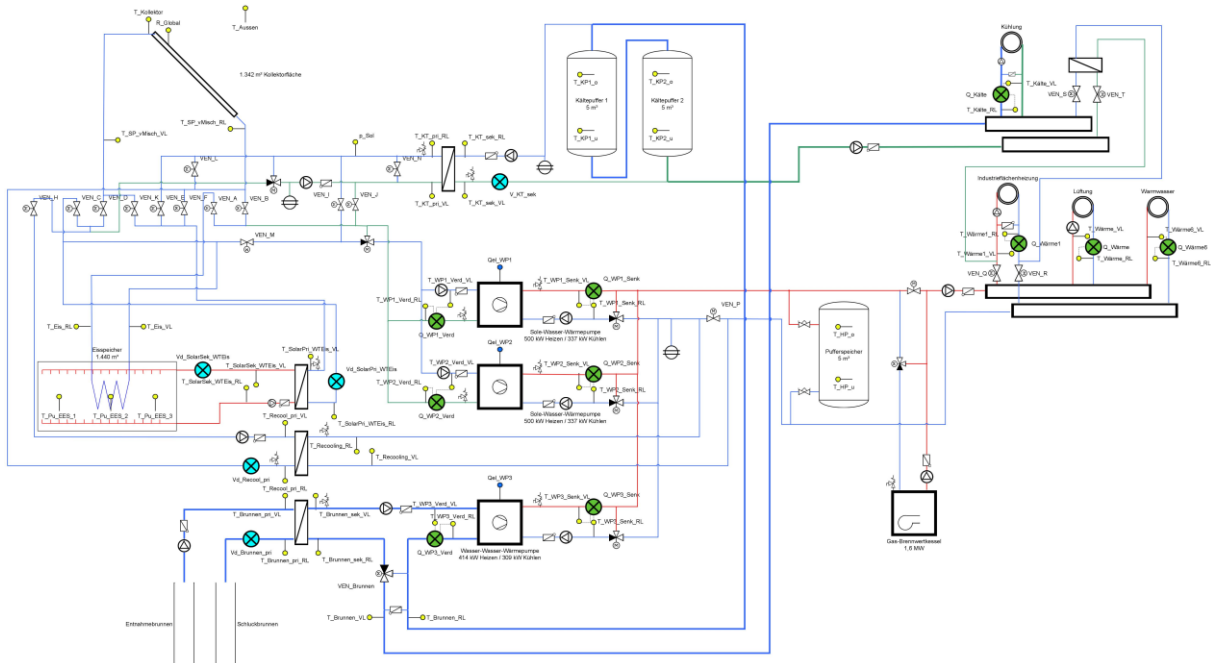 T_Kollektor
R_Global
T_Aussen
1.342 m² Kollektorfläche
T_SP_vMisch_RL
T_SP_vMisch_VL
p_Sol
T_KT_pri_RL
T_KT_sek_RL
T_KT_pri_VL
T_KT_sek_VL
V_KT_sek
T_KP1_o
Kältepuffer 1
5 m³
T_KP1_u
T_KP2_o
Kältepuffer 2
5 m³
T_KP2_u
Kühlung
T_Kälte_VL
Q_Kälte
T_Kälte_RL
VEN_S
VEN_T
VEN_L
VEN_N
VEN_H
VEN_C
VEN_D
VEN_K
VEN_E
VEN_F
VEN_A
VEN_B
VEN_I
VEN_J
VEN_M
Industrieflächenheizung
Lüftung
Warmwasser
T_Wärme1_RL
Q_Wärme1
T_Wärme1_VL
T_Wärme_VL
Q_Wärme
T_Wärme_RL
T_Wärme6_VL
Q_Wärme6
T_Wärme6_RL
VEN_Q
VEN_R
Qel_WP1
T_WP1_Verd_VL
T_WP1_Verd_RL
Q_WP1_Verd
T_WP1_Senk_VL
Q_WP1_Senk
T_WP1_Senk_RL
Sole-Wasser-Wärmepumpe
500 kW Heizen / 337 kW Kühlen
VEN_P
T_HP_o
Pufferspeicher
5 m³
T_HP_u
T_Eis_RL
T_Eis_VL
Eisspeicher
1.440 m³
Vd_SolarSek_WTEis
T_SolarSek_WTEis_VL
T_SolarSek_WTEis_RL
T_SolarPri_WTEis_VL
Vd_SolarPri_WTEis
T_SolarPri_WTEis_RL
T_Pu_EES_1
T_Pu_EES_2
T_Pu_EES_3
Qel_WP2
T_WP2_Verd_VL
T_WP2_Verd_RL
Q_WP2_Verd
T_WP2_Senk_VL
Q_WP2_Senk
T_WP2_Senk_RL
Sole-Wasser-Wärmepumpe
500 kW Heizen / 337 kW Kühlen
T_Recool_pri_VL
T_Recooling_RL
T_Recooling_VL
Vd_Recool_pri
T_Recool_pri_RL
Qel_WP3
T_WP3_Verd_VL
T_WP3_Verd_RL
Q_WP3_Verd
T_WP3_Senk_VL
Q_WP3_Senk
T_WP3_Senk_RL
Wasser-Wasser-Wärmepumpe
414 kW Heizen / 309 kW Kühlen
T_Brunnen_pri_VL
T_Brunnen_sek_VL
Vd_Brunnen_pri
T_Brunnen_pri_RL
T_Brunnen_sek_RL
VEN_Brunnen
T_Brunnen_VL
T_Brunnen_RL
Entnahmebrunnen
Schluckbrunnen
Gas-Brennwertkessel
1,6 MW